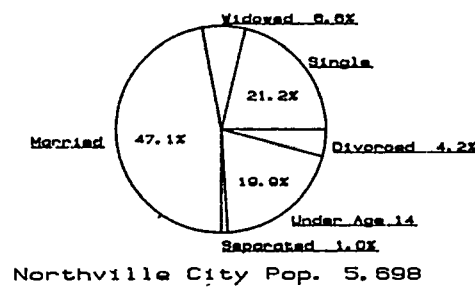 Widowed 6.6%
Single
21.2%
Married 47.1%
Divorced 4.2%
19.9%
Under Age 14
Separated 1.0%
Northville City Pop. 5,698